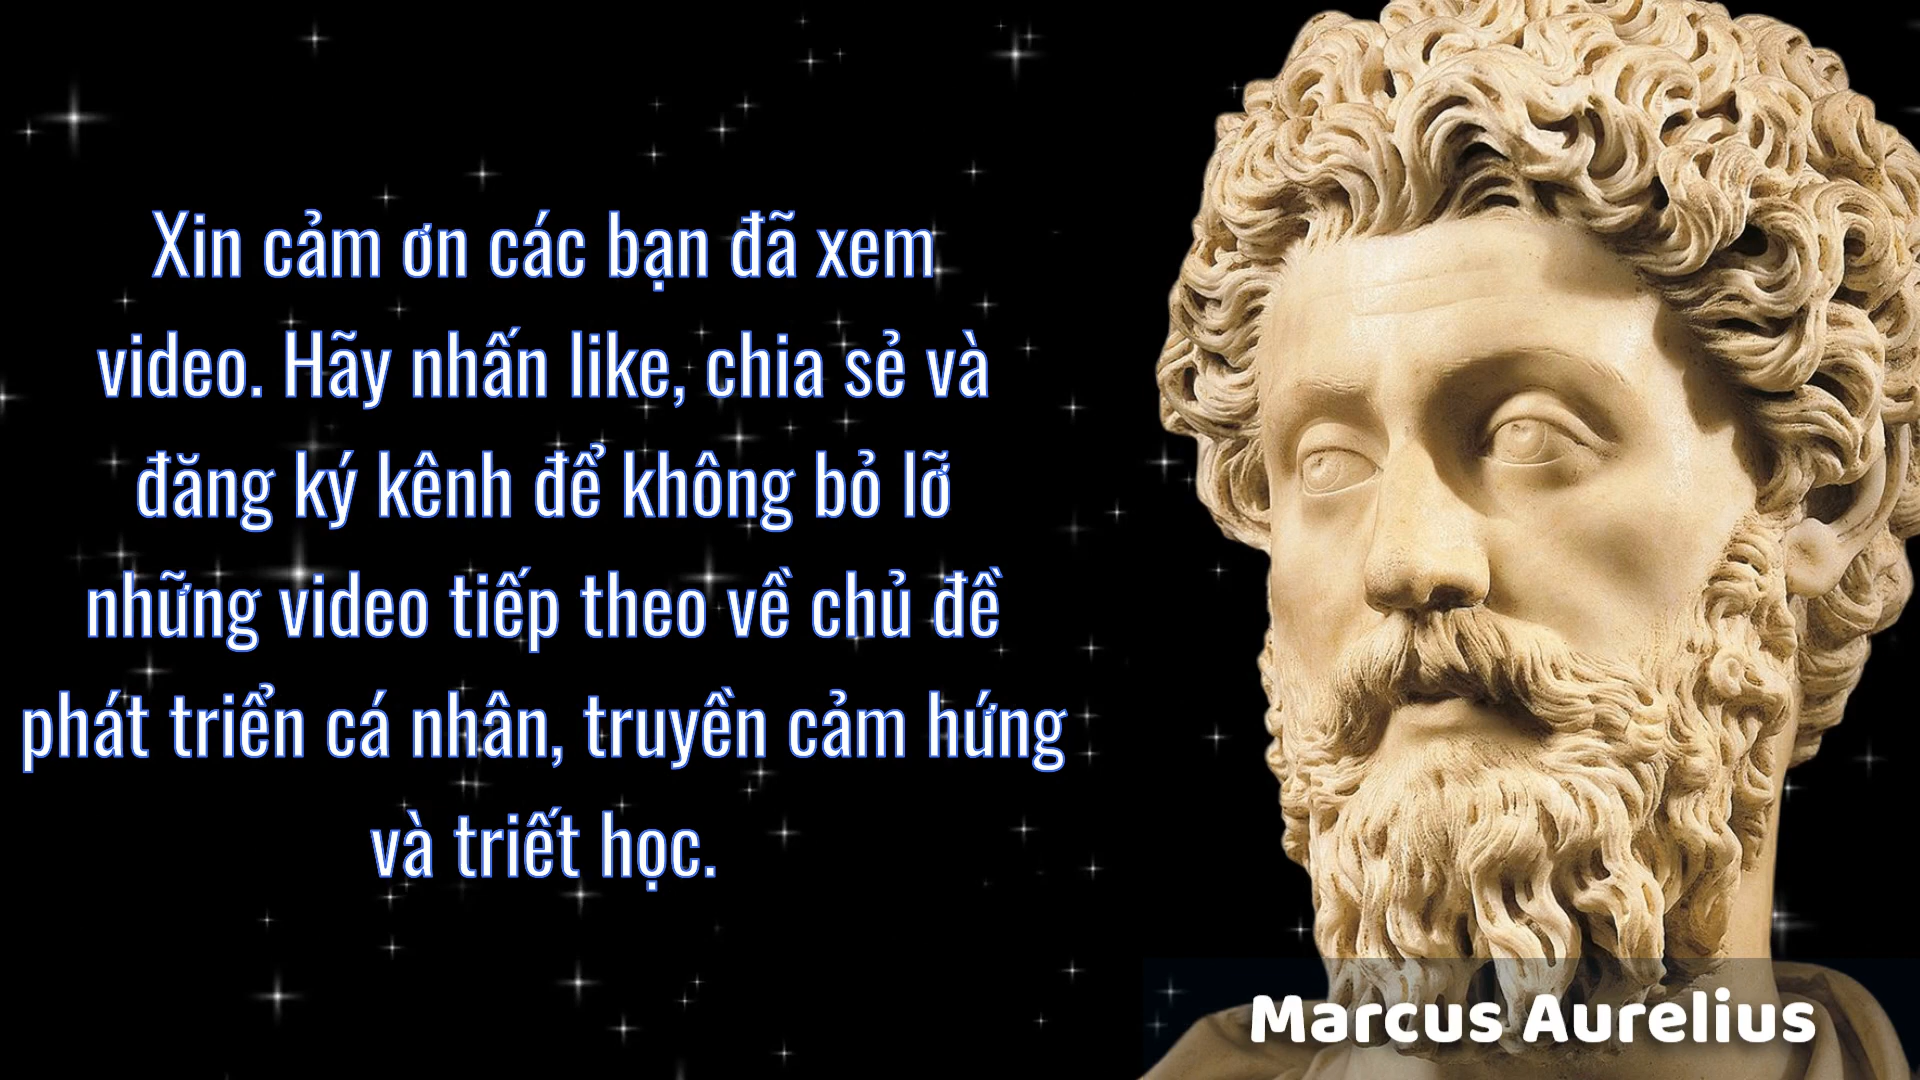 Xin cảm ơn các bạn đã xem
video. Hãy nhấn like, chia sẻ và
đăng ký kênh để không bỏ lỡ
những video tiếp theo về chủ đề
phát triển cá nhân, truyền cảm hứng
và triết học.
Marcus Aurelius